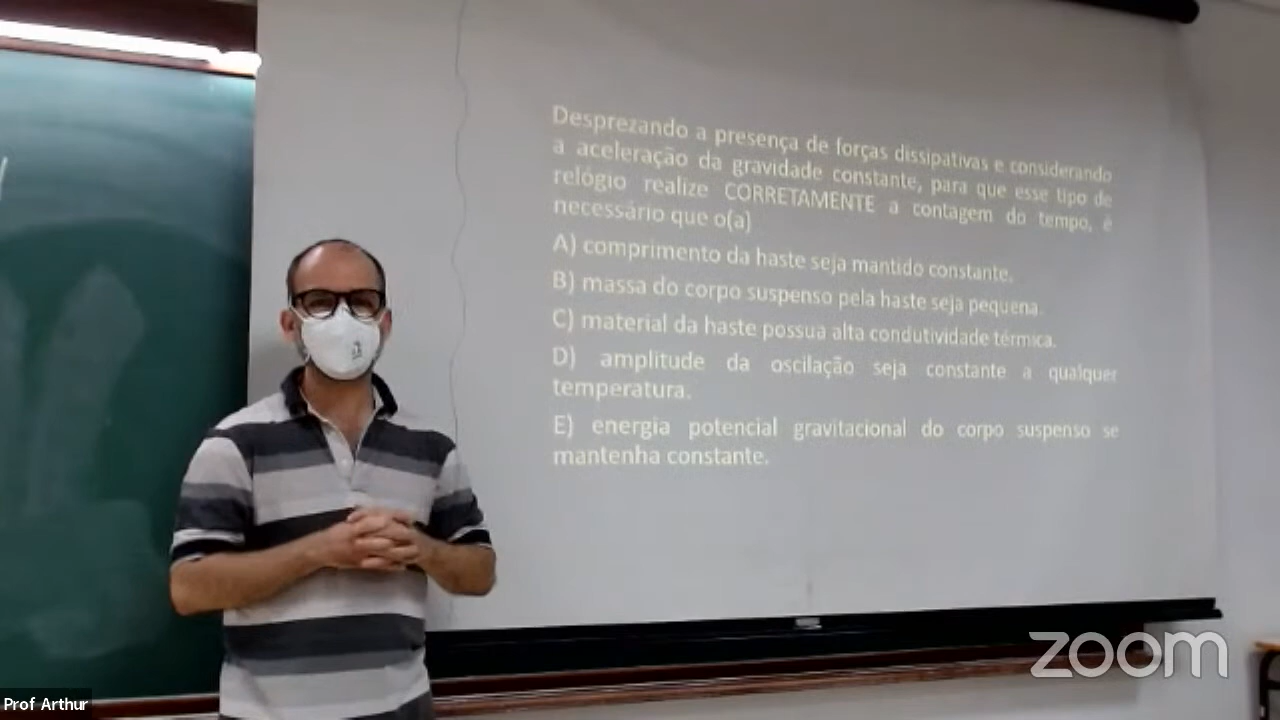 Desprezando a presença de forças dissipativas e considerando
a aceleração da gravidade constante, para que esse tipo de
relógio realize CORRETAMENTE a contagem do tempo, é
necessário que o(a)
A) comprimento da haste seja mantido constante.
B) massa do corpo suspenso pela haste seja pequena.
C) material da haste possua alta condutividade térmica.
D) amplitude da oscilação seja constante a qualquer
temperatura.
E) energia potencial gravitacional do corpo suspenso se
mantenha constante.
zoom
Prof Arthur